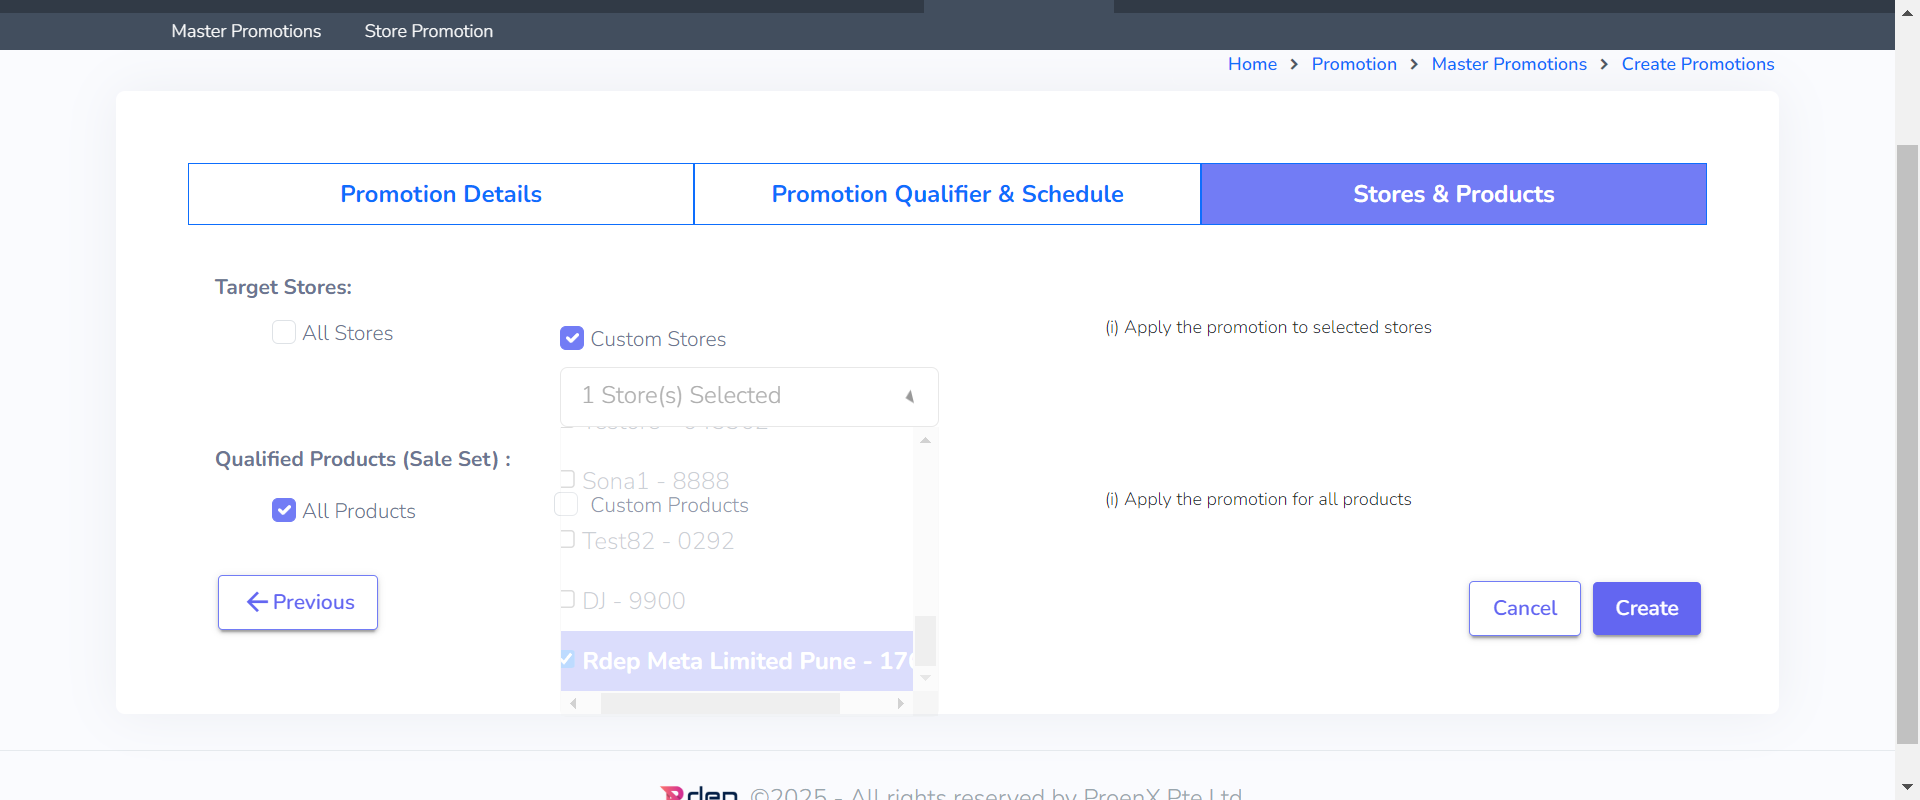 Master Promotions Store Promotion
Home > Promotion > Master Promotions > Create Promotions
Promotion Details Promotion Qualifier & Schedule Stores & Products
Target Stores:
All Stores
Custom Stores
(i) Apply the promotion to selected stores
1 Store(s) Selected
Qualified Products (Sale Set) :
Sona1 - 8888
All Products
Custom Products
(i) Apply the promotion for all products
Test82 - 0292
DJ - 9900
Previous
Cancel Create
Rdep Meta Limited Pune - 176
Rdep ©2025 - All rights reserved by ProenX Pte Ltd